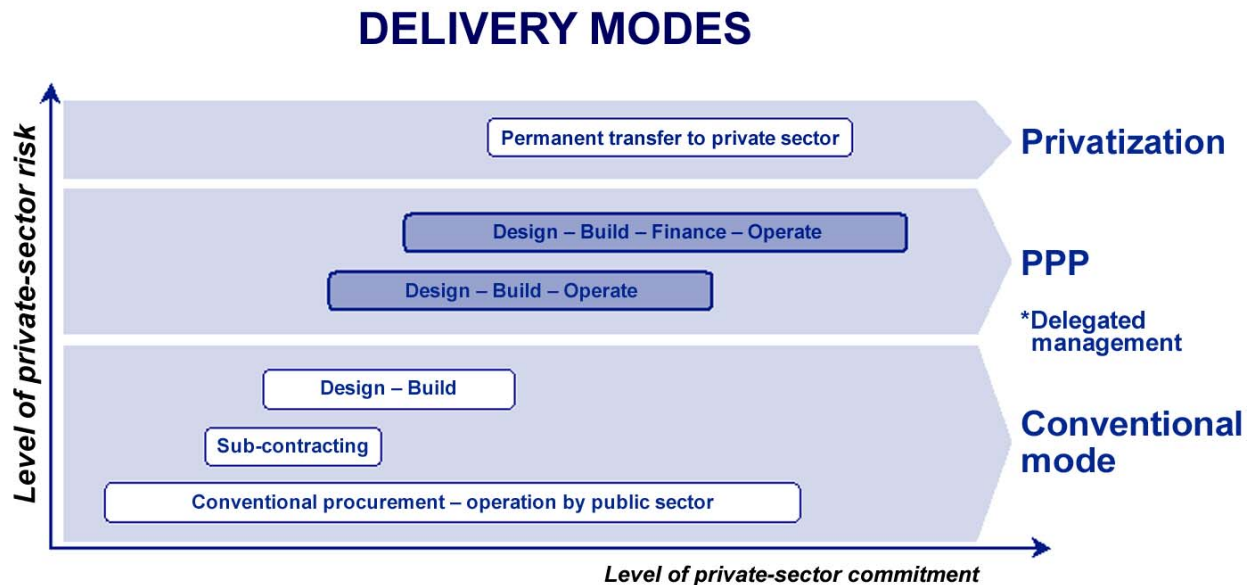 DELIVERY MODES
Level of private-sector risk
Permanent transfer to private sector
Privatization
Design – Build – Finance – Operate
Design – Build – Operate
PPP
*Delegated
management
Design – Build
Sub-contracting
Conventional procurement – operation by public sector
Conventional
mode
Level of private-sector commitment